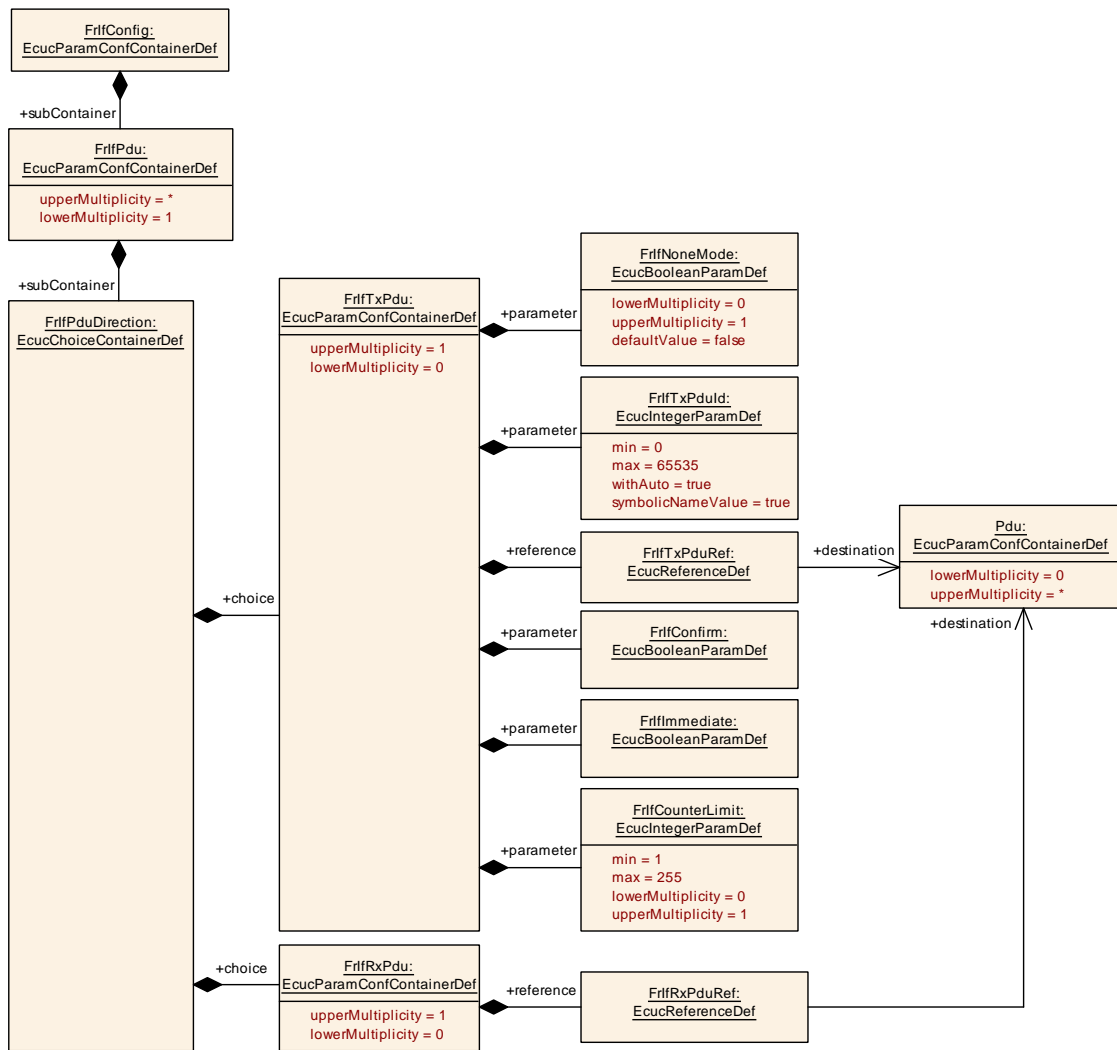 FrIfConfig:
EcucParamConfContainerDef
+subContainer
FrIfPdu:
EcucParamConfContainerDef
upperMultiplicity = *
lowerMultiplicity = 1
+subContainer
FrIfPduDirection:
EcucChoiceContainerDef
+choice
FrIfTxPdu:
EcucParamConfContainerDef
upperMultiplicity = 1
lowerMultiplicity = 0
+parameter
FrIfNoneMode:
EcucBooleanParamDef
lowerMultiplicity = 0
upperMultiplicity = 1
defaultValue = false
+parameter
FrIfTxPduId:
EcucIntegerParamDef
min = 0
max = 65535
withAuto = true
symbolicNameValue = true
+reference
FrIfTxPduRef:
EcucReferenceDef
+destination
Pdu:
EcucParamConfContainerDef
lowerMultiplicity = 0
upperMultiplicity = *
+destination
+parameter
FrIfConfirm:
EcucBooleanParamDef
+parameter
FrIfImmediate:
EcucBooleanParamDef
+parameter
FrIfCounterLimit:
EcucIntegerParamDef
min = 1
max = 255
lowerMultiplicity = 0
upperMultiplicity = 1
+choice
FrIfRxPdu:
EcucParamConfContainerDef
upperMultiplicity = 1
lowerMultiplicity = 0
+reference
FrIfRxPduRef:
EcucReferenceDef